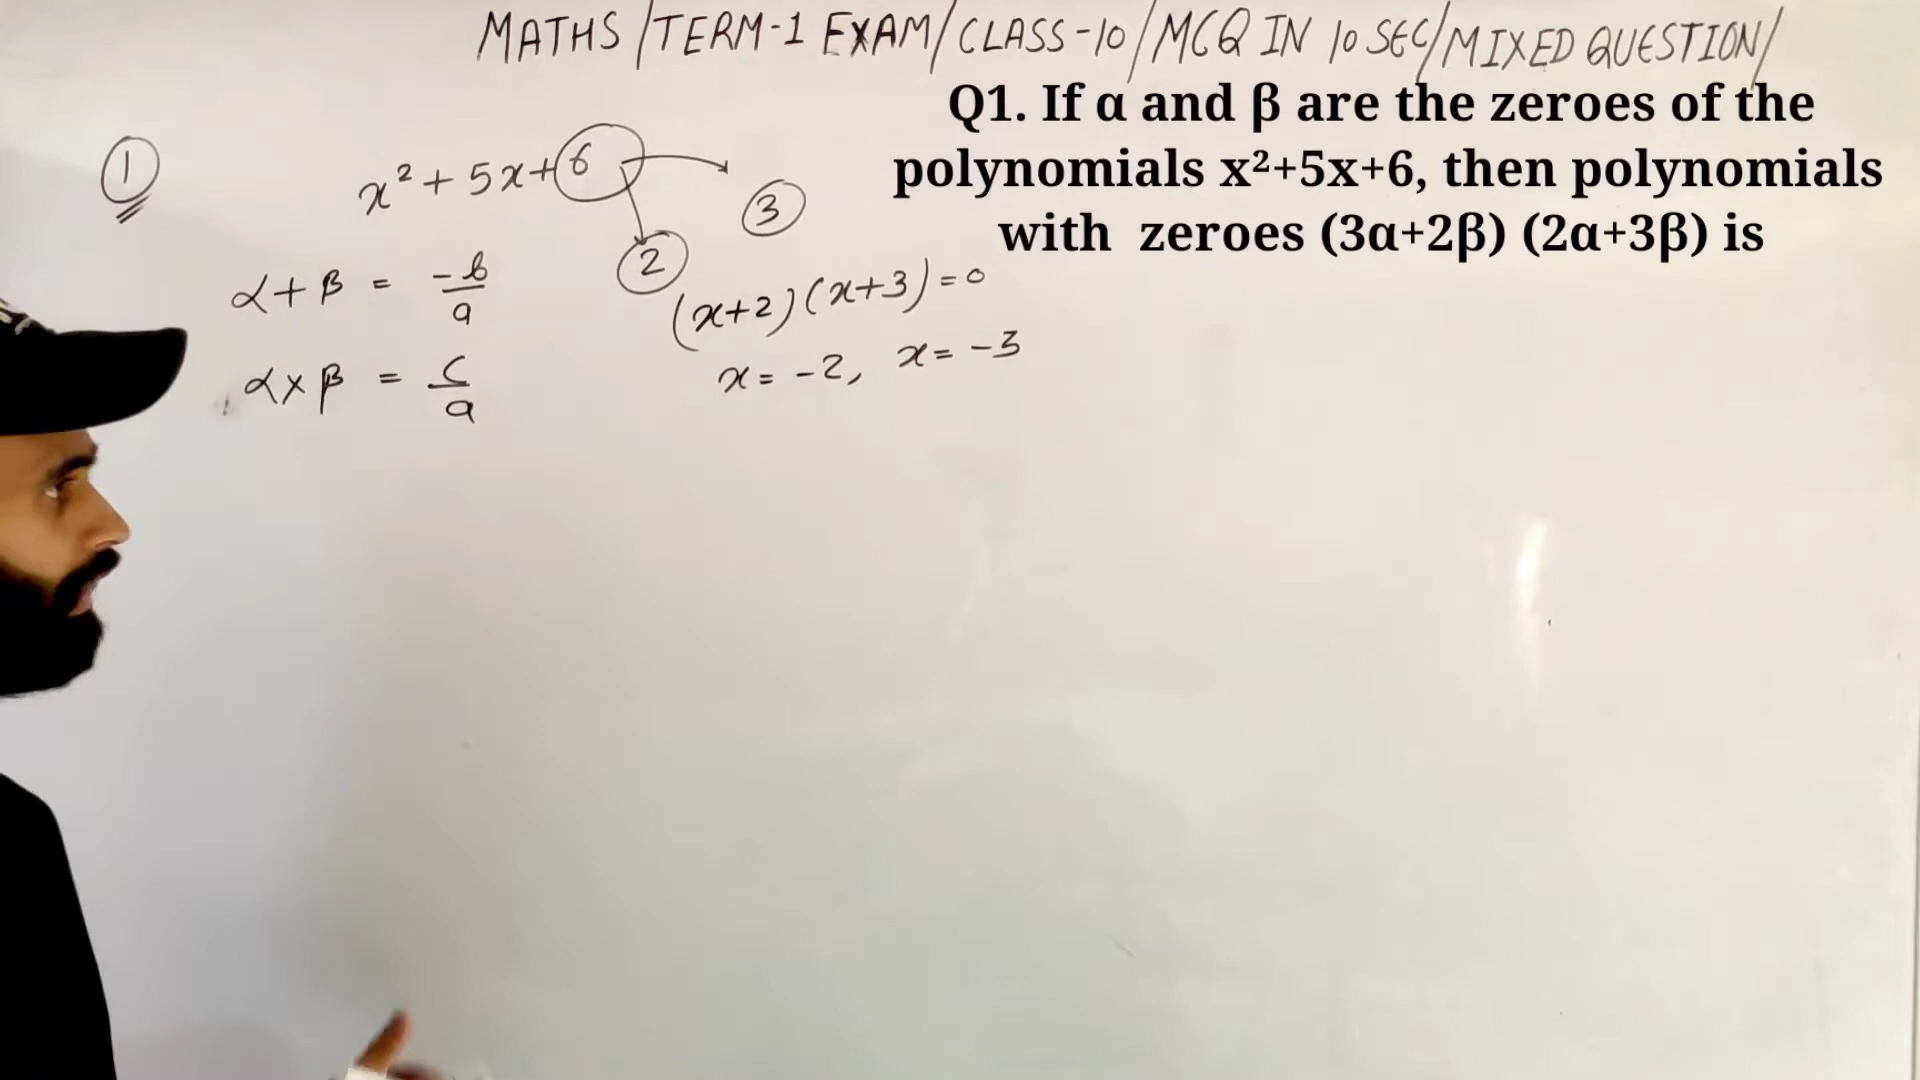 MATHS/TERM-1 EXAM/CLASS-10/MCQ IN 10 SEC/MIXED QUESTION/
Q1. If α and β are the zeroes of the
polynomials x²+5x+6, then polynomials
with zeroes (3α+2β) (2α+3β) is
1
x² + 5x + 6
3
2
α + β = -b/a
(x+2)(x+3) = 0
x = -2, x = -3
α × β = c/a